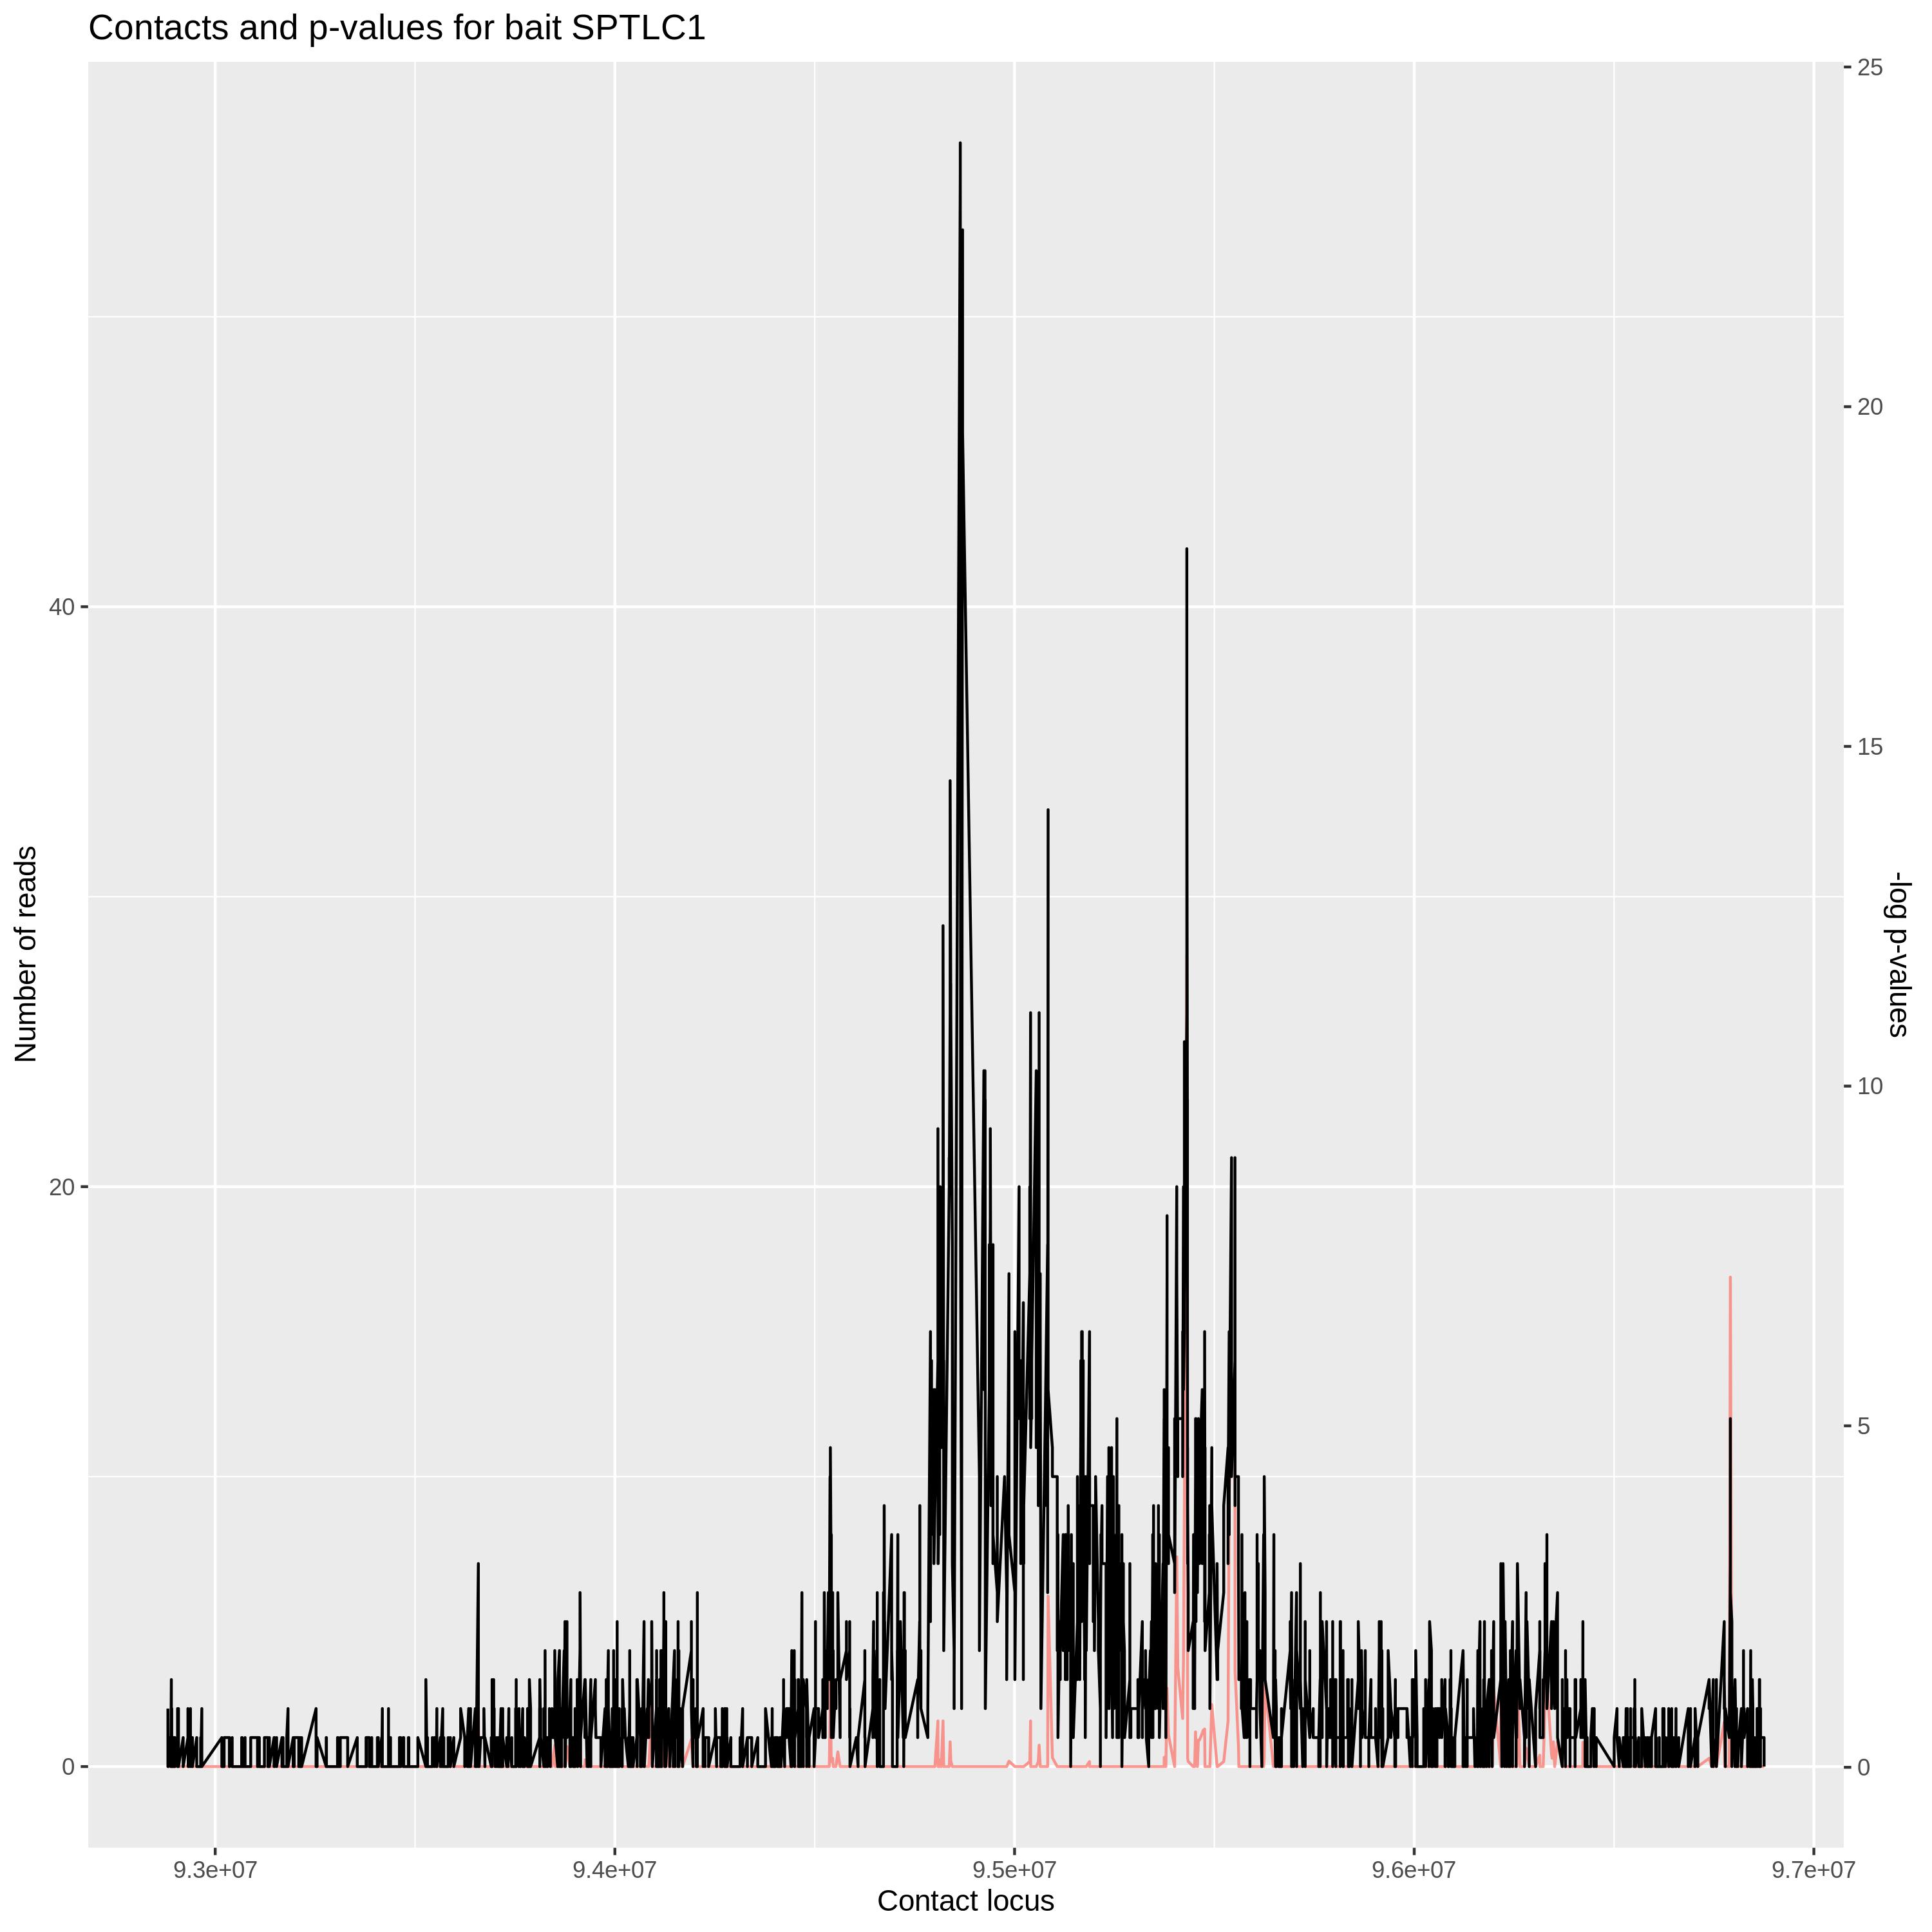 Contacts and p-values for bait SPTLC1
Number of reads
40
20
0
25
20
15
10
5
0
-log p-values
9.3e+07
9.4e+07
9.5e+07
9.6e+07
9.7e+07
Contact locus